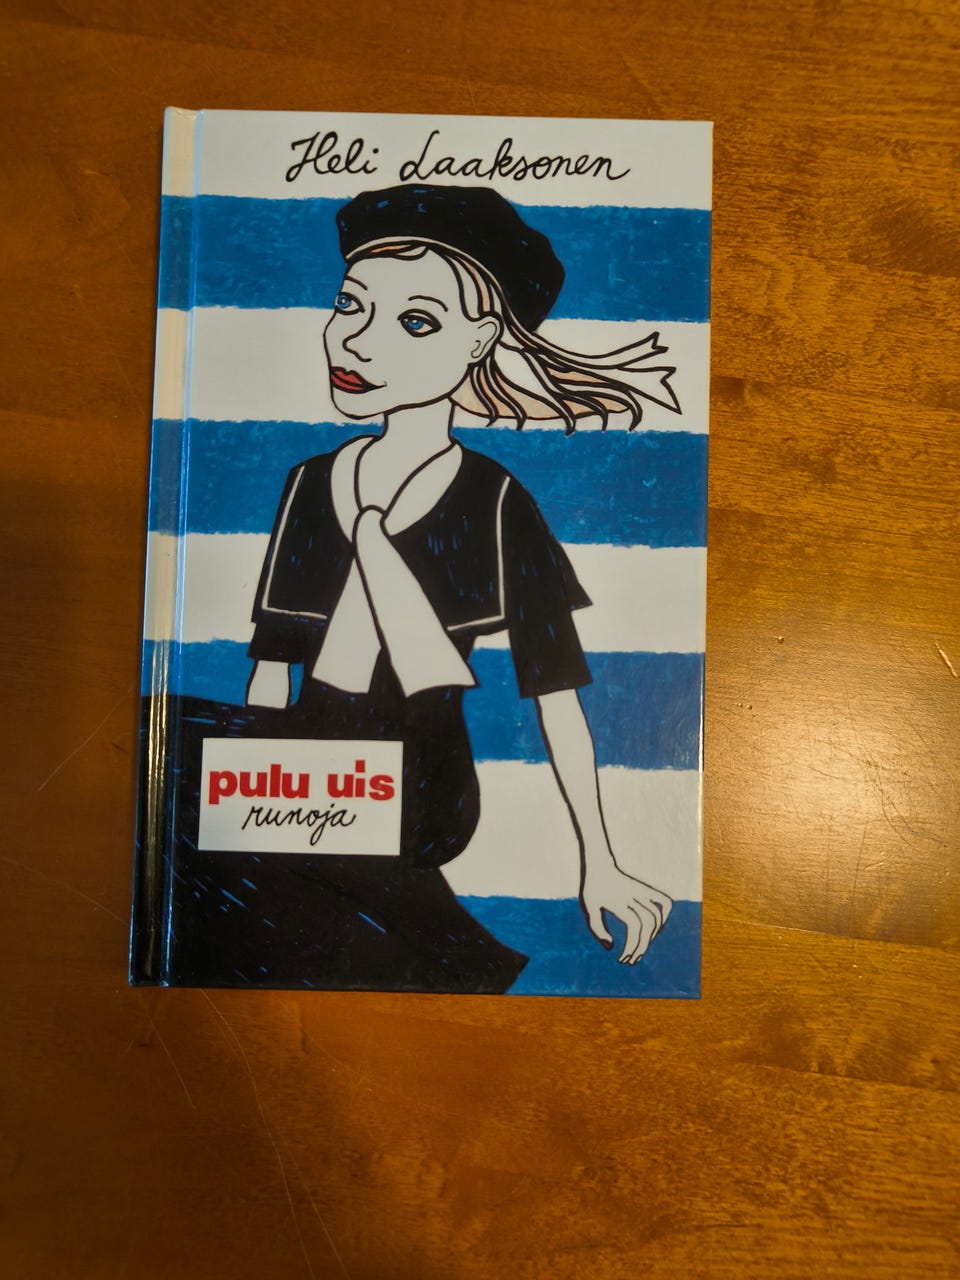 Heli Laaksonen
pulu uis
runoja